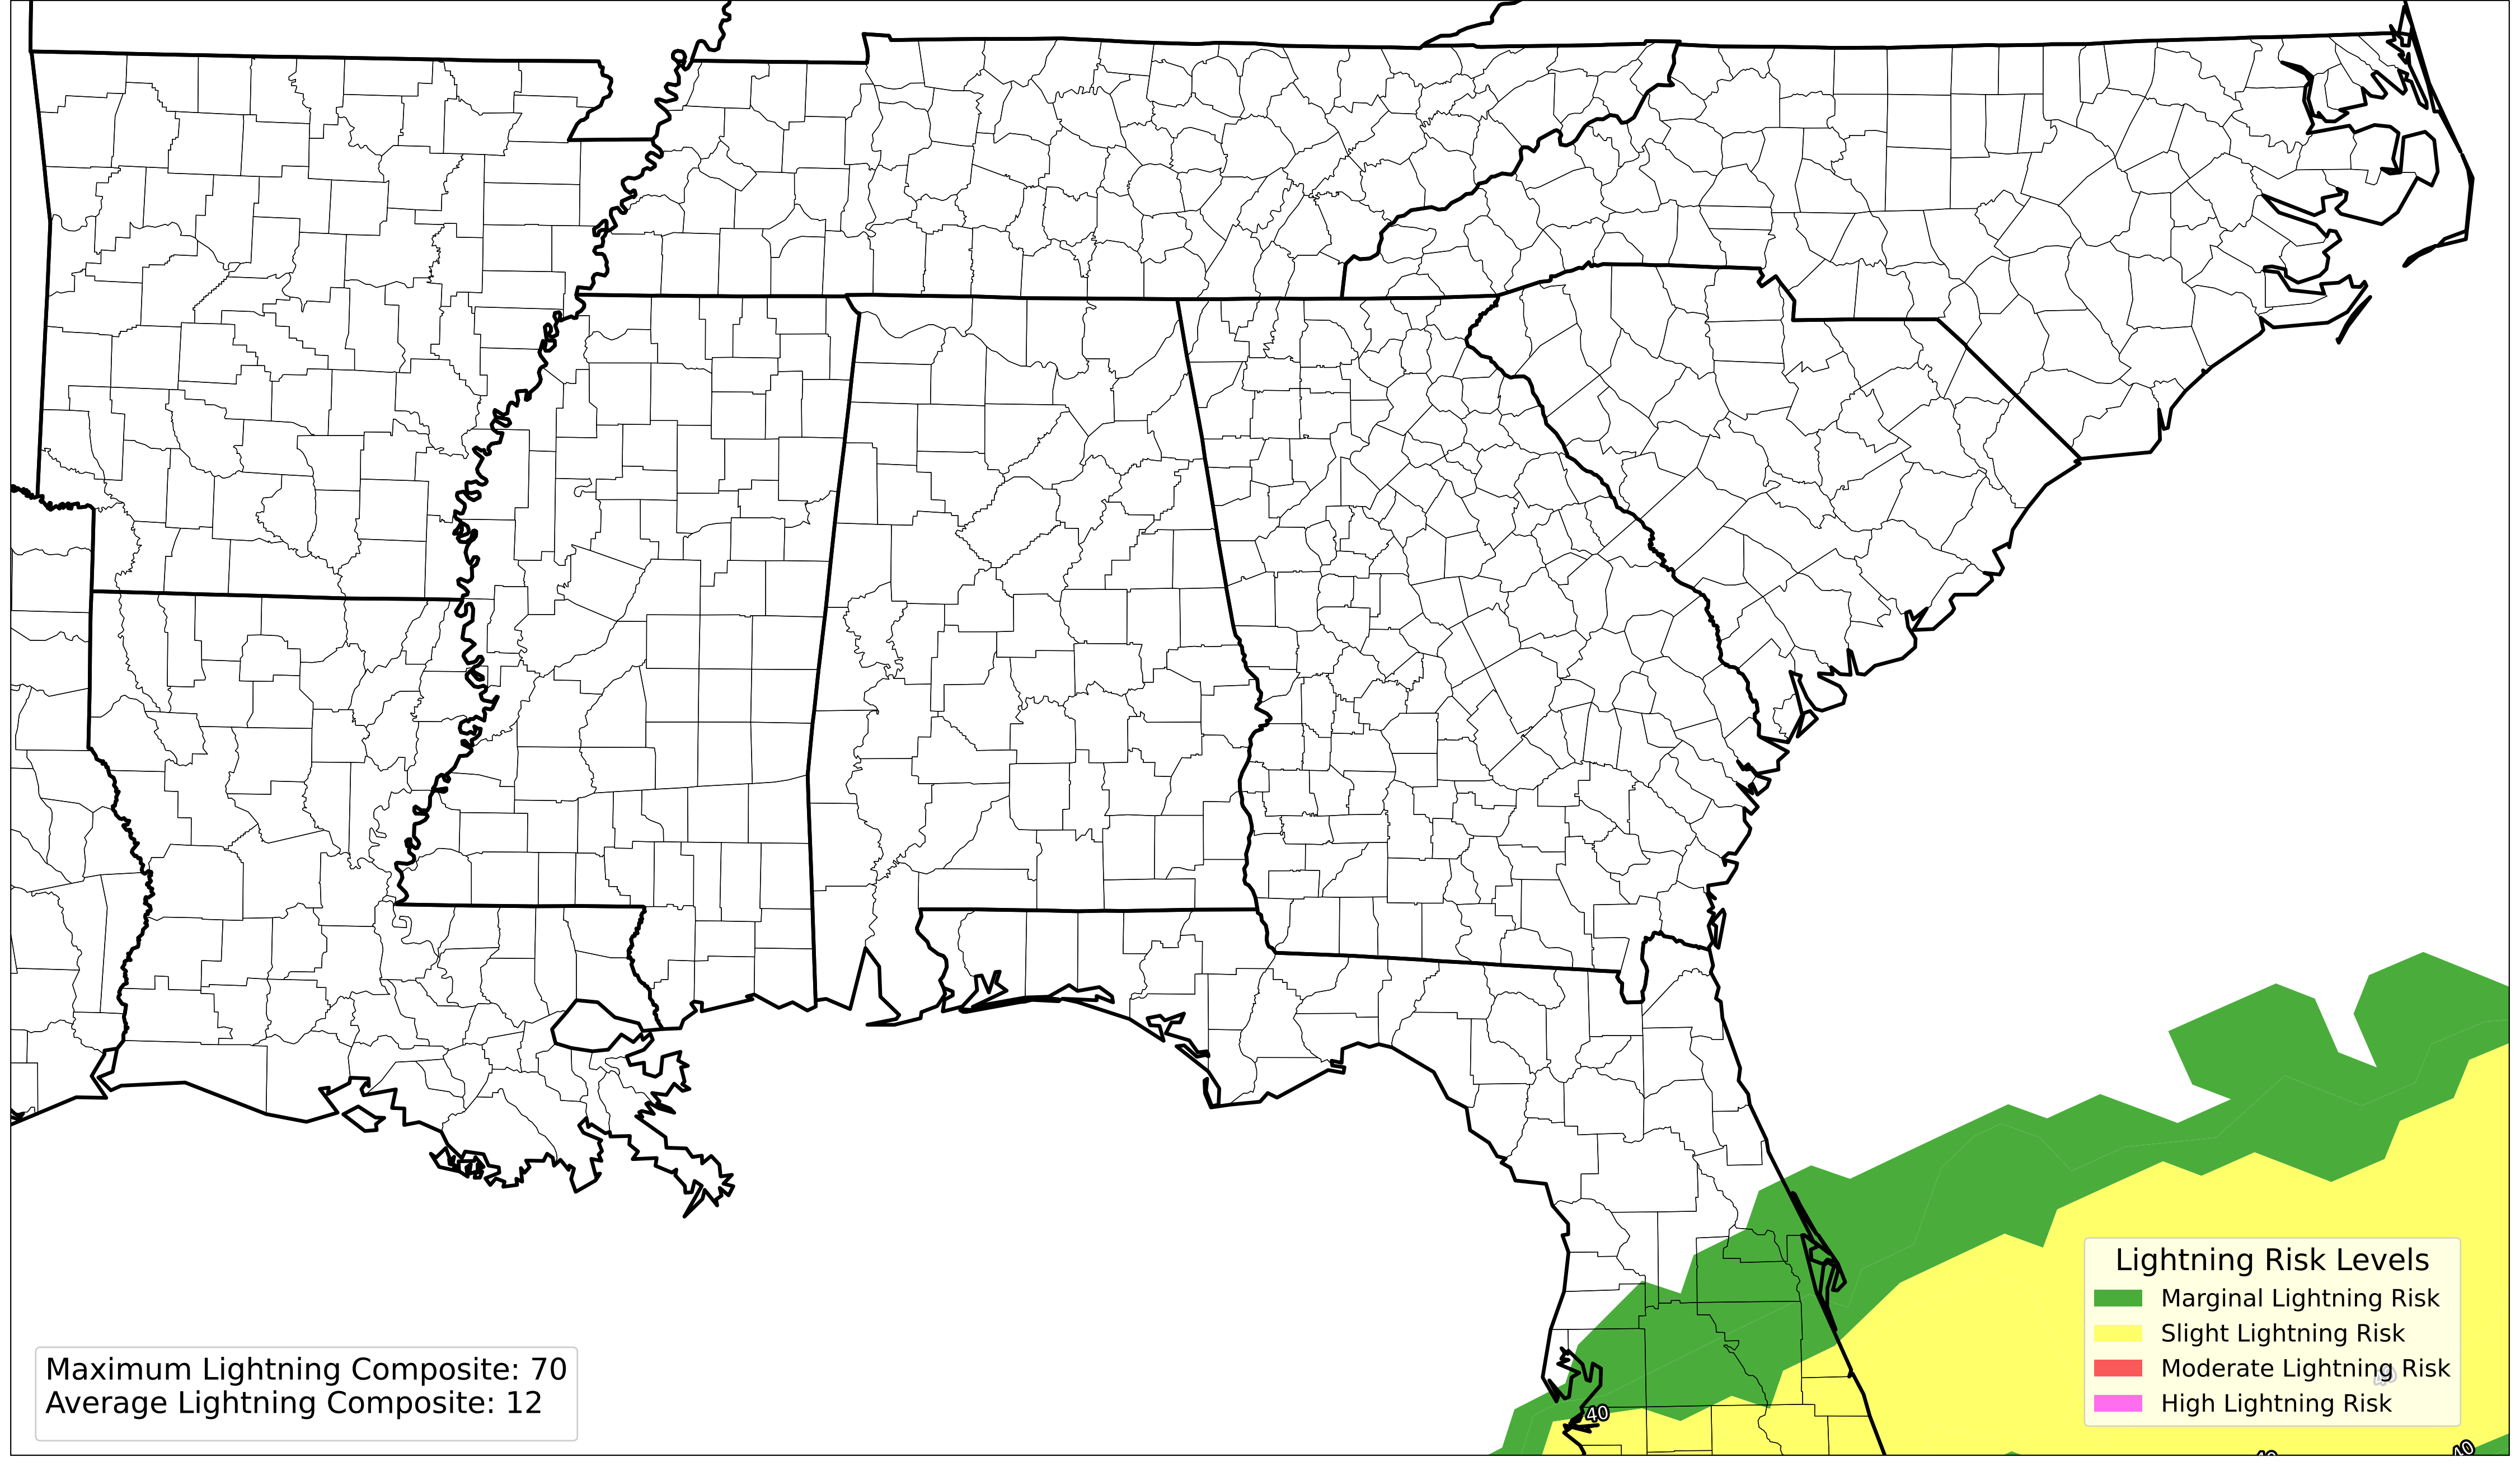 Lightning Risk Levels
Marginal Lightning Risk
Slight Lightning Risk
Moderate Lightning Risk
High Lightning Risk
Maximum Lightning Composite: 70
Average Lightning Composite: 12
40
40